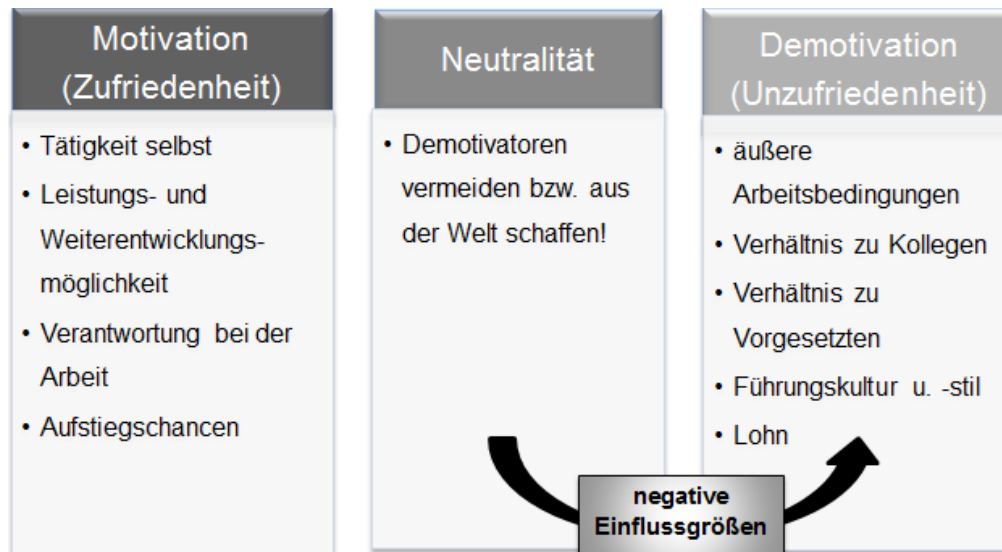 Motivation
(Zufriedenheit)
• Tätigkeit selbst
• Leistungs- und
Weiterentwicklungs-
möglichkeit
• Verantwortung bei der
Arbeit
• Aufstiegschancen
Neutralität
• Demotivatoren
vermeiden bzw. aus
der Welt schaffen!
Demotivation
(Unzufriedenheit)
• äußere
Arbeitsbedingungen
• Verhältnis zu Kollegen
• Verhältnis zu
Vorgesetzten
• Führungskultur u. -stil
• Lohn
negative
Einflussgrößen